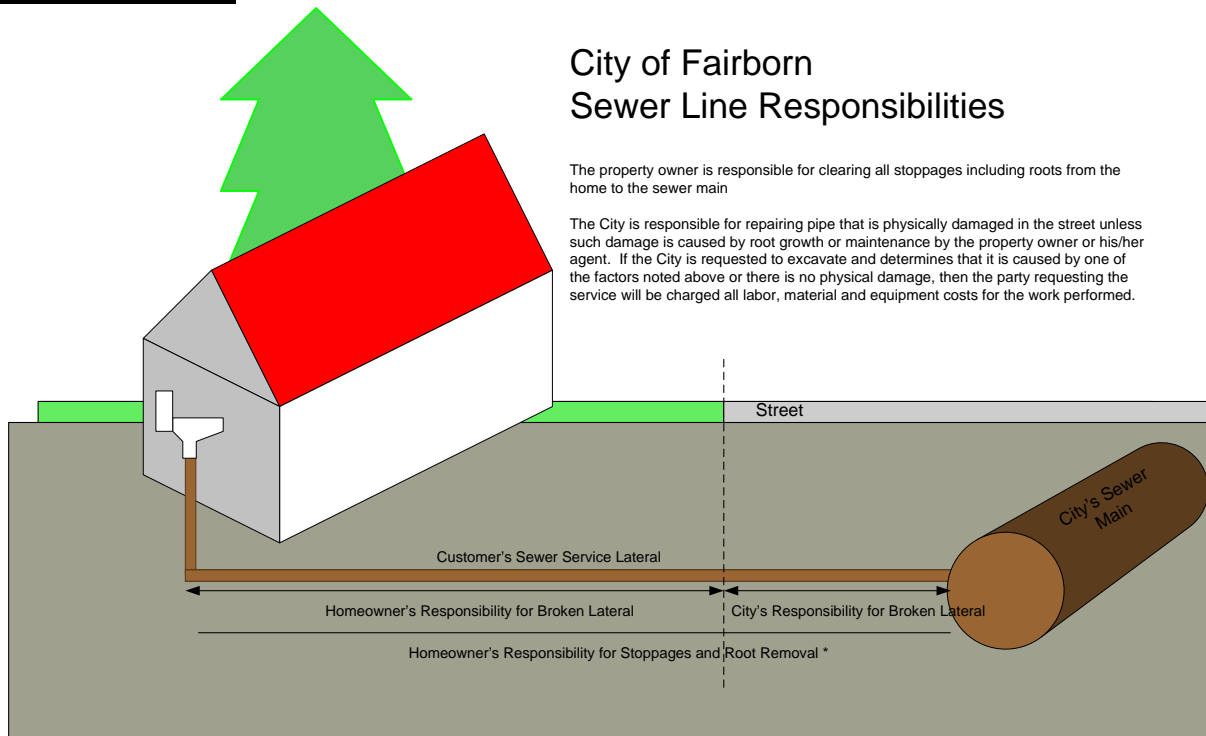 City of Fairborn
Sewer Line Responsibilities
The property owner is responsible for clearing all stoppages including roots from the
home to the sewer main
The City is responsible for repairing pipe that is physically damaged in the street unless
such damage is caused by root growth or maintenance by the property owner or his/her
agent.  If the City is requested to excavate and determines that it is caused by one of
the factors noted above or there is no physical damage, then the party requesting the
service will be charged all labor, material and equipment costs for the work performed.
Street
City's Sewer
Main
Customer's Sewer Service Lateral
Homeowner's Responsibility for Broken Lateral
City's Responsibility for Broken Lateral
Homeowner's Responsibility for Stoppages and Root Removal *